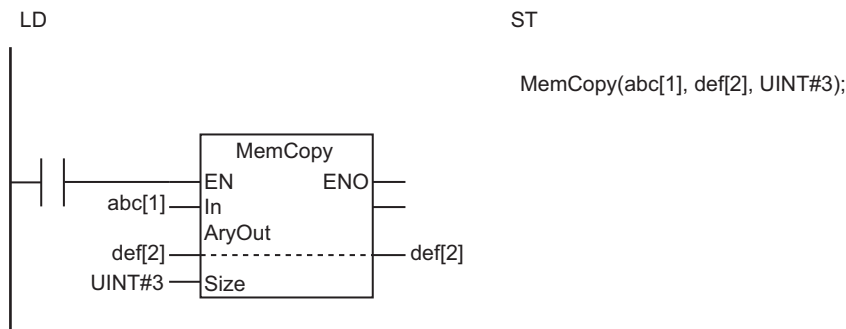 LD
ST
MemCopy(abc[1], def[2], UINT#3);
MemCopy
EN ENO
abc[1] In
AryOut
def[2] def[2]
UINT#3 Size